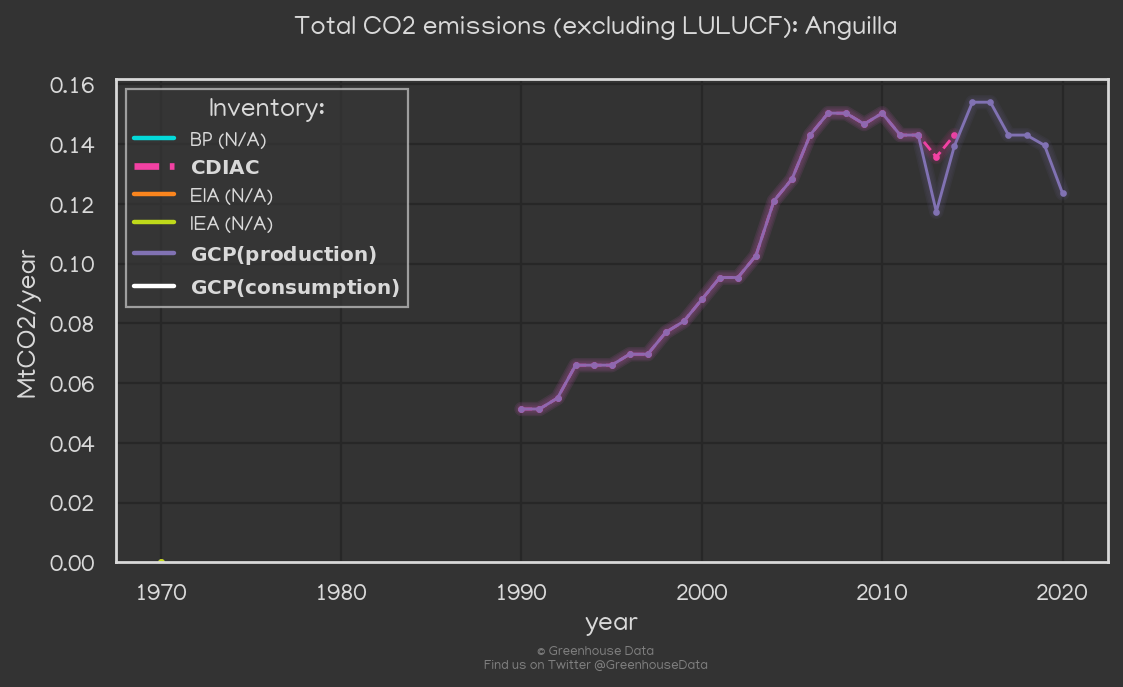 Total CO2 emissions (excluding LULUCF): Anguilla
0.16
0.14
0.12
0.10
0.08
0.06
0.04
0.02
0.00
MtCO2/year
Inventory:
BP (N/A)
CDIAC
EIA (N/A)
IEA (N/A)
GCP(production)
GCP(consumption)
1970 1980 1990 2000 2010 2020
year
© Greenhouse Data
Find us on Twitter @GreenhouseData